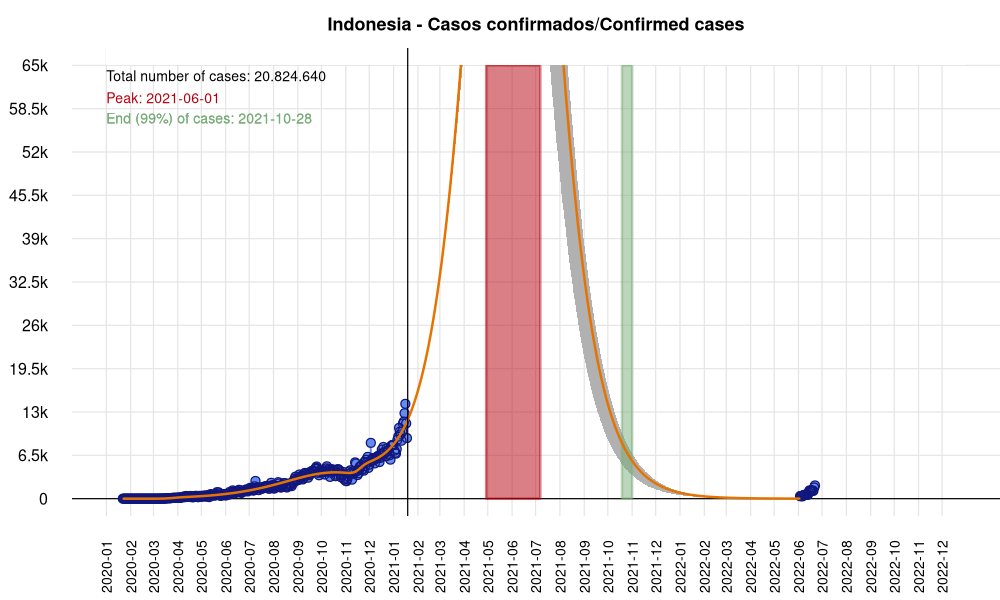 Indonesia - Casos confirmados/Confirmed cases
Total number of cases: 20.824.640
Peak: 2021-06-01
End (99%) of cases: 2021-10-28
65k
58.5k
52k
45.5k
39k
32.5k
26k
19.5k
13k
6.5k
0
2020-01
2020-02
2020-03
2020-04
2020-05
2020-06
2020-07
2020-08
2020-09
2020-10
2020-11
2020-12
2021-01
2021-02
2021-03
2021-04
2021-05
2021-06
2021-07
2021-08
2021-09
2021-10
2021-11
2021-12
2022-01
2022-02
2022-03
2022-04
2022-05
2022-06
2022-07
2022-08
2022-09
2022-10
2022-11
2022-12